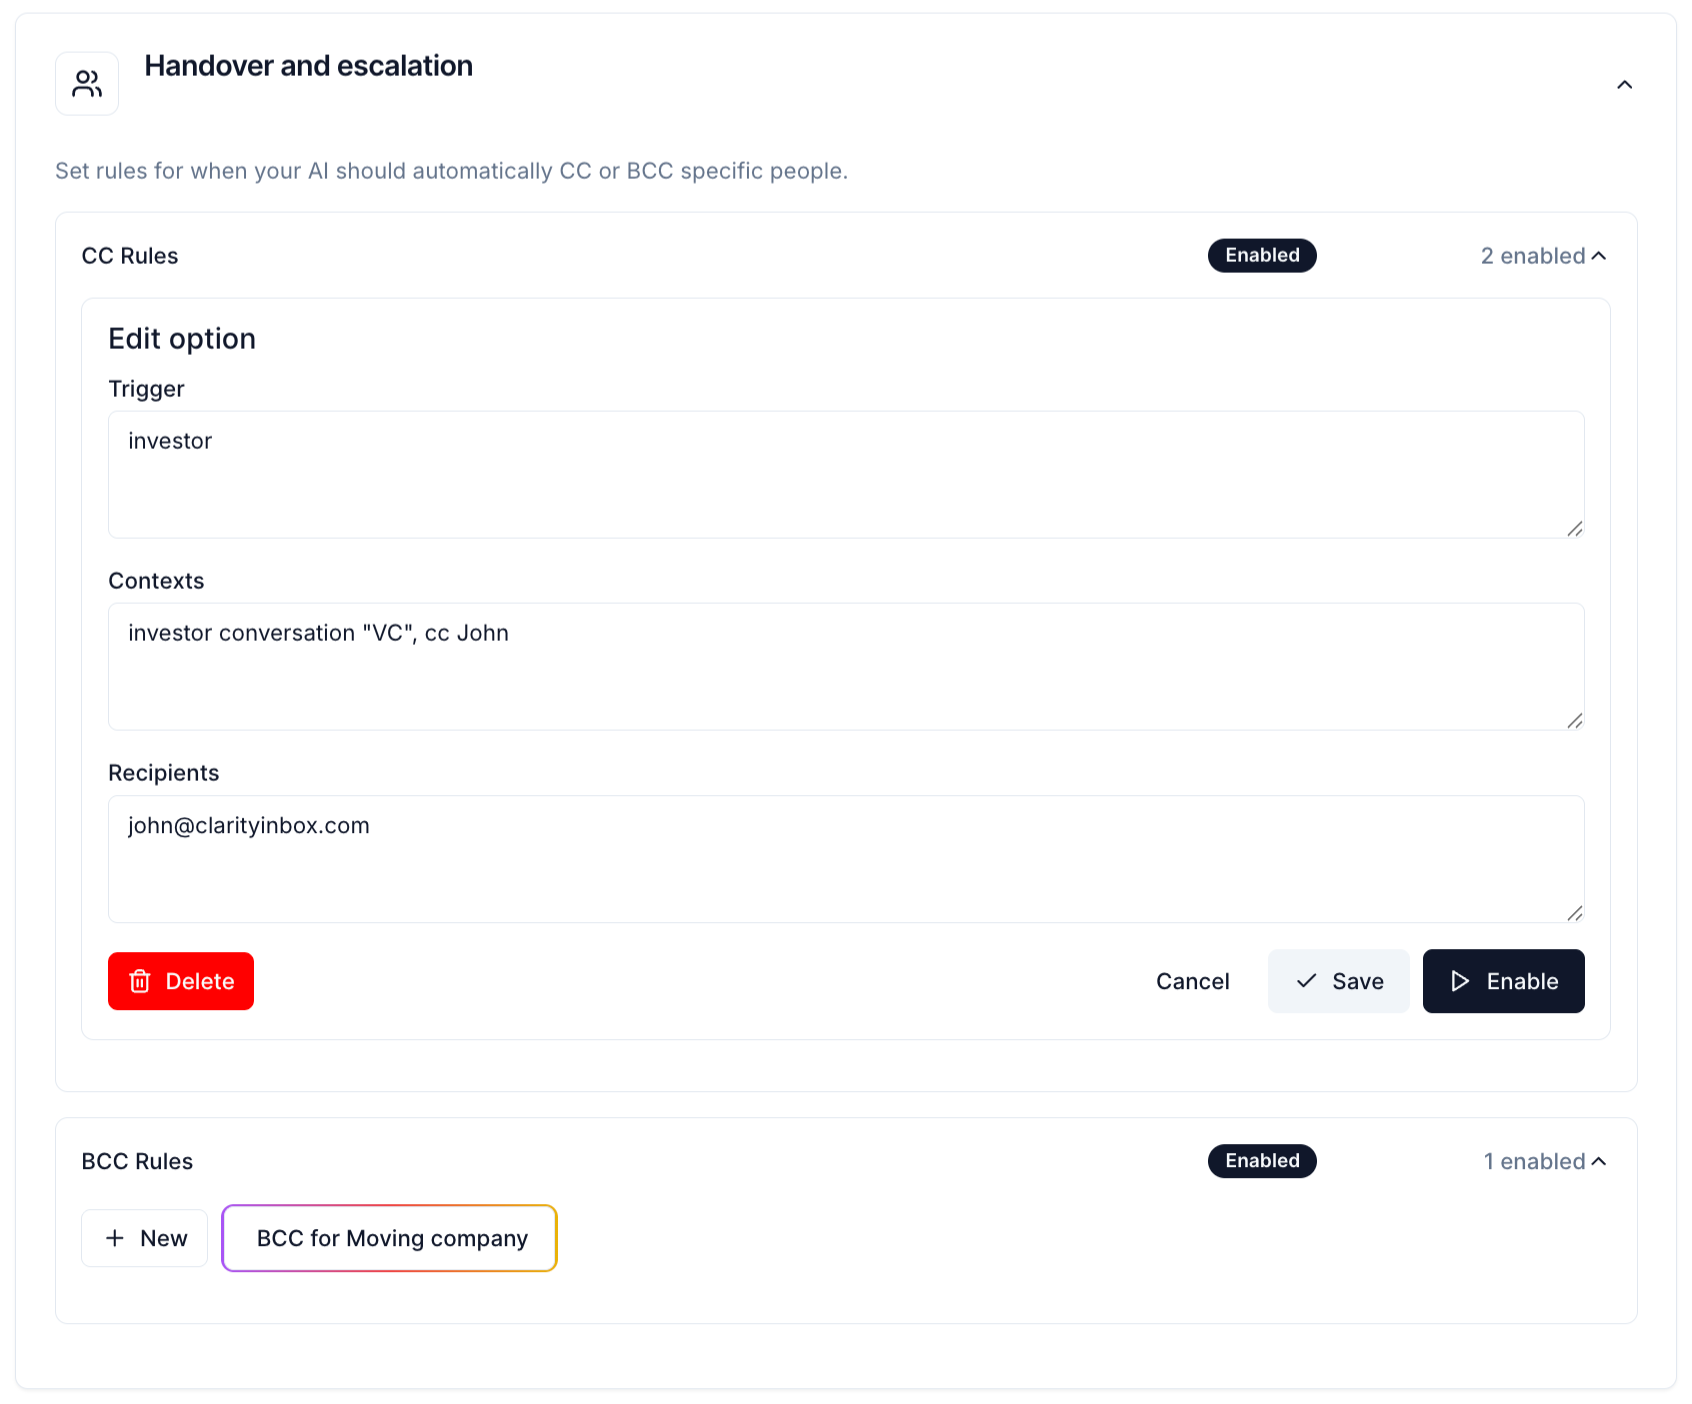 Handover and escalation
Set rules for when your AI should automatically CC or BCC specific people.
CC Rules
Enabled
2 enabled
Edit option
Trigger
investor
Contexts
investor conversation "VC", cc John
Recipients
john@clarityinbox.com
Delete
Cancel
Save
Enable
BCC Rules
Enabled
1 enabled
New
BCC for Moving company